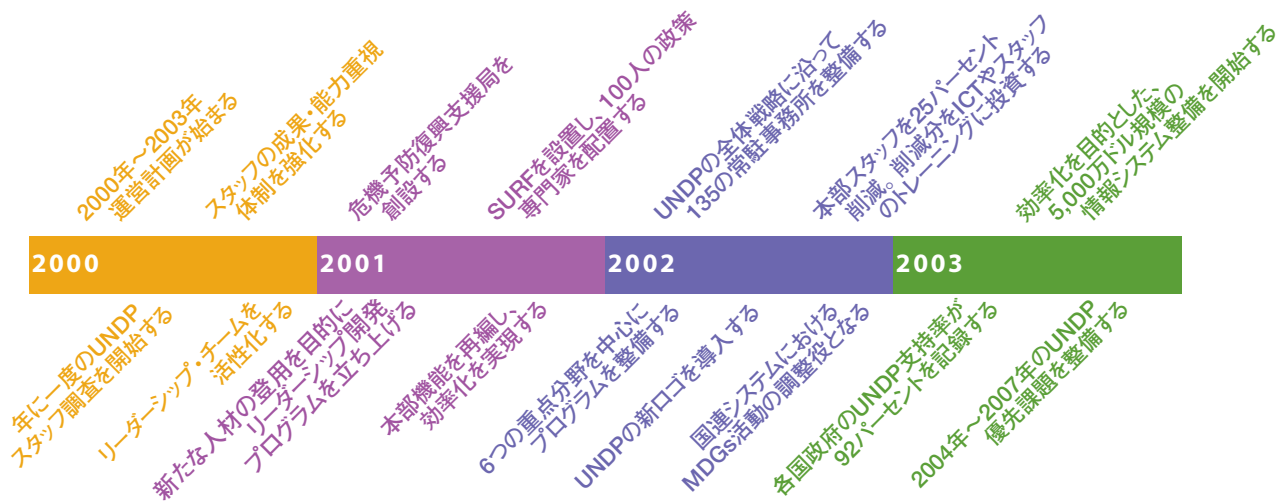 2000年～2003年
運営計画が始まる
スタッフの成果・能力重視
体制を強化する
危機予防復興支援局を
創設する
SURFを設置し、100人の政策
専門家を配置する
UNDPの全体戦略に沿って
135の常駐事務所を整備する
本部スタッフを25パーセント
削減。削減分をICTやスタッフ
のトレーニングに投資する
効率化を目的とした、
5,000万ドル規模の
情報システム整備を開始する
2000
2001
2002
2003
年に一度のUNDP
スタッフ調査を開始する
リーダーシップ・チームを
活性化する
新たな人材の登用を目的に
リーダーシップ開発
プログラムを立ち上げる
本部機能を再編し、
効率化を実現する
6つの重点分野を中心に
プログラムを整備する
UNDPの新ロゴを導入する
国連システムにおける
MDGs活動の調整役となる
各国政府のUNDP支持率が
92パーセントを記録する
2004年～2007年のUNDP
優先課題を整備する